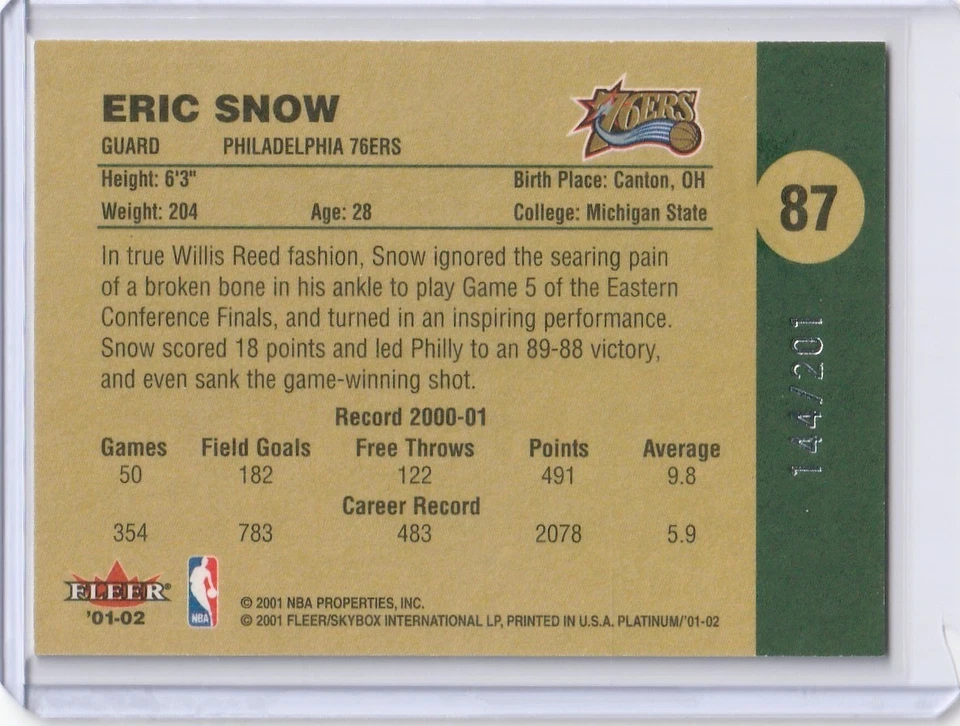 ERIC SNOW
76ERS
GUARD PHILADELPHIA 76ERS
Height: 6'3" Birth Place: Canton, OH
Weight: 204 Age: 28 College: Michigan State
87
In true Willis Reed fashion, Snow ignored the searing pain
of a broken bone in his ankle to play Game 5 of the Eastern
Conference Finals, and turned in an inspiring performance.
Snow scored 18 points and led Philly to an 89-88 victory,
and even sank the game-winning shot.
144/201
Record 2000-01
Games Field Goals Free Throws Points Average
50 182 122 491 9.8
Career Record
354 783 483 2078 5.9
FLEER®
'01-02
NBA
© 2001 NBA PROPERTIES, INC.
© 2001 FLEER/SKYBOX INTERNATIONAL LP, PRINTED IN U.S.A. PLATINUM/'01-02